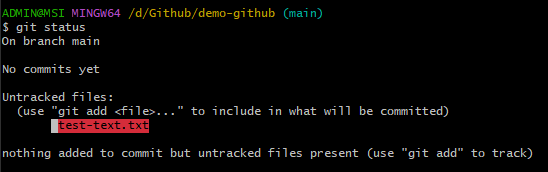 ADMIN@MSI MINGW64 /d/Github/demo-github (main)
$ git status
On branch main
No commits yet
Untracked files:
(use "git add <file>..." to include in what will be committed)
test-text.txt
nothing added to commit but untracked files present (use "git add" to track)